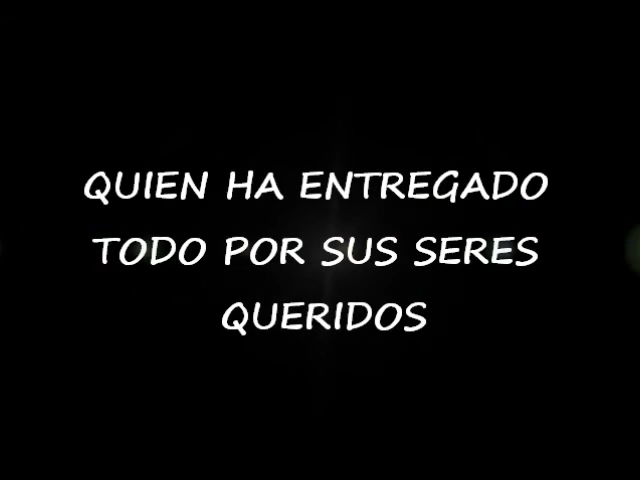 QUIEN HA ENTREGADO
TODO POR SUS SERES
QUERIDOS